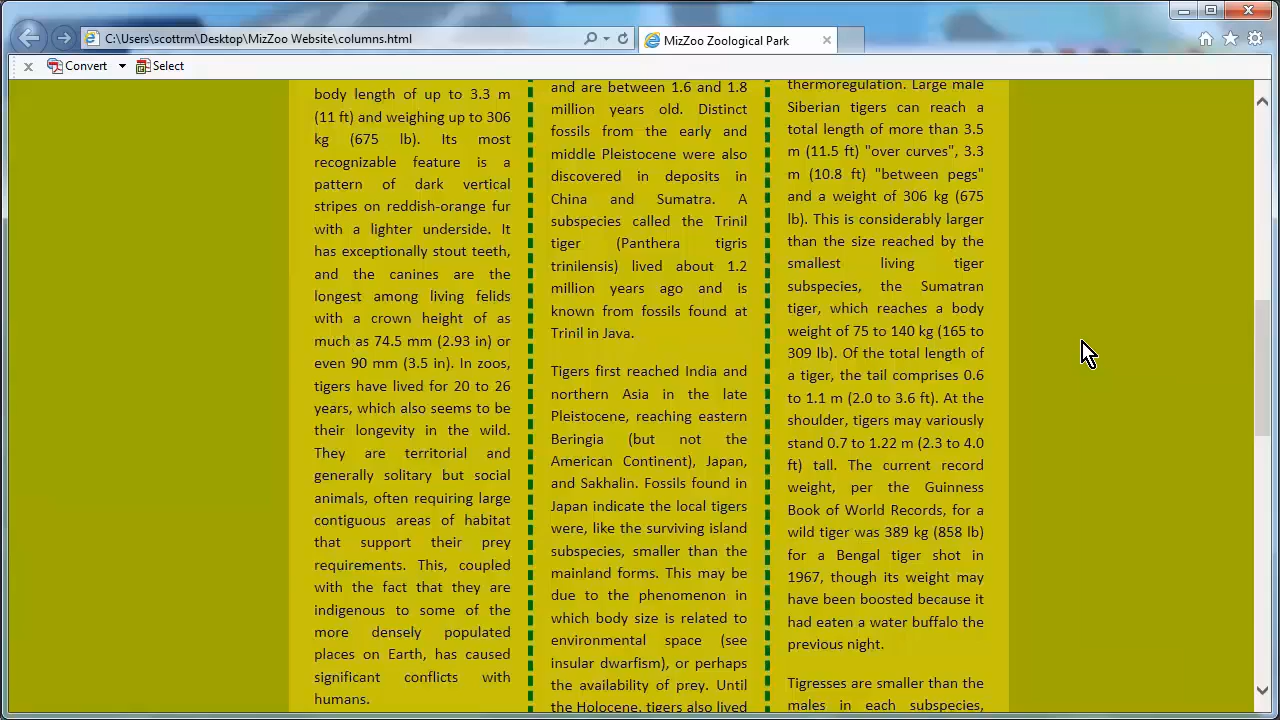 C:\Users\scottrm\Desktop\MizZoo Website\columns.html
MizZoo Zoological Park
Convert
Select
body length of up to 3.3 m
(11 ft) and weighing up to 306
kg (675 lb). Its most
recognizable feature is a
pattern of dark vertical
stripes on reddish-orange fur
with a lighter underside. It
has exceptionally stout teeth,
and the canines are the
longest among living felids
with a crown height of as
much as 74.5 mm (2.93 in) or
even 90 mm (3.5 in). In zoos,
tigers have lived for 20 to 26
years, which also seems to be
their longevity in the wild.
They are territorial and
generally solitary but social
animals, often requiring large
contiguous areas of habitat
that support their prey
requirements. This, coupled
with the fact that they are
indigenous to some of the
more densely populated
places on Earth, has caused
significant conflicts with
humans.
and are between 1.6 and 1.8
million years old. Distinct
fossils from the early and
middle Pleistocene were also
discovered in deposits in
China and Sumatra. A
subspecies called the Trinil
tiger (Panthera tigris
trinilensis) lived about 1.2
million years ago and is
known from fossils found at
Trinil in Java.
Tigers first reached India and
northern Asia in the late
Pleistocene, reaching eastern
Beringia (but not the
American Continent), Japan,
and Sakhalin. Fossils found in
Japan indicate the local tigers
were, like the surviving island
subspecies, smaller than the
mainland forms. This may be
due to the phenomenon in
which body size is related to
environmental space (see
insular dwarfism), or perhaps
the availability of prey. Until
the Holocene, tigers also lived
thermoregulation. Large male
Siberian tigers can reach a
total length of more than 3.5
m (11.5 ft) "over curves", 3.3
m (10.8 ft) "between pegs"
and a weight of 306 kg (675
lb). This is considerably larger
than the size reached by the
smallest living tiger
subspecies, the Sumatran
tiger, which reaches a body
weight of 75 to 140 kg (165 to
309 lb). Of the total length of
a tiger, the tail comprises 0.6
to 1.1 m (2.0 to 3.6 ft). At the
shoulder, tigers may variously
stand 0.7 to 1.22 m (2.3 to 4.0
ft) tall. The current record
weight, per the Guinness
Book of World Records, for a
wild tiger was 389 kg (858 lb)
for a Bengal tiger shot in
1967, though its weight may
have been boosted because it
had eaten a water buffalo the
previous night.
Tigresses are smaller than the
males in each subspecies,